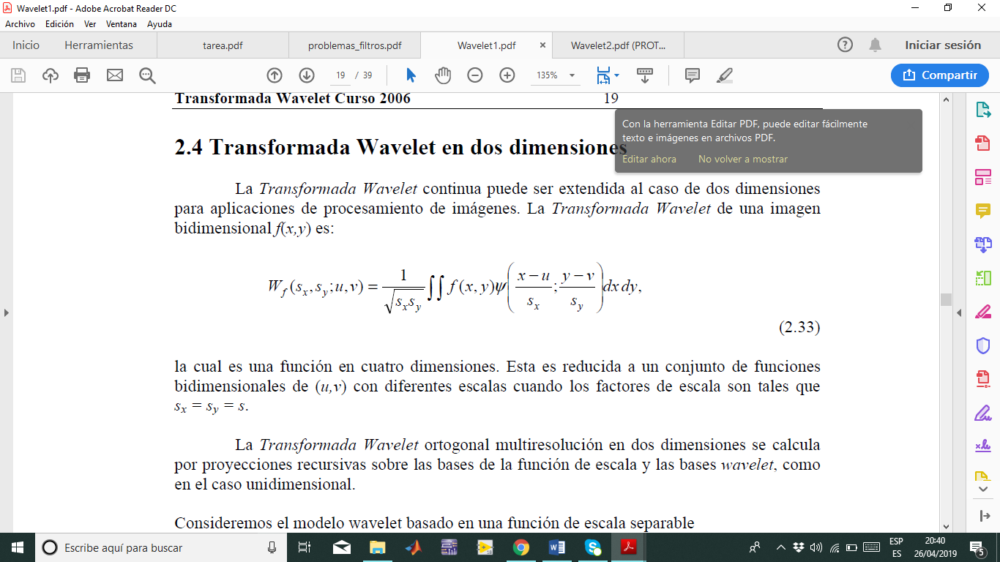 Wavelet1.pdf - Adobe Acrobat Reader DC
Archivo Edición Ver Ventana Ayuda
Inicio Herramientas tarea.pdf problemas_filtros.pdf Wavelet1.pdf × Wavelet2.pdf (PROT... Iniciar sesión
19 / 39 135% Compartir
Transformada Wavelet Curso 2006 19
Con la herramienta Editar PDF, puede editar fácilmente
texto e imágenes en archivos PDF.
Editar ahora No volver a mostrar
2.4 Transformada Wavelet en dos dimensiones
La Transformada Wavelet continua puede ser extendida al caso de dos dimensiones
para aplicaciones de procesamiento de imágenes. La Transformada Wavelet de una imagen
bidimensional f(x,y) es:
W_f(s_x,s_y;u,v) = 1/√(s_x s_y) ∫∫ f(x,y)ψ((x−u)/s_x ; (y−v)/s_y) dx dy,
(2.33)
la cual es una función en cuatro dimensiones. Esta es reducida a un conjunto de funciones
bidimensionales de (u,v) con diferentes escalas cuando los factores de escala son tales que
s_x = s_y = s.
La Transformada Wavelet ortogonal multiresolución en dos dimensiones se calcula
por proyecciones recursivas sobre las bases de la función de escala y las bases wavelet, como
en el caso unidimensional.
Consideremos el modelo wavelet basado en una función de escala separable
Escribe aquí para buscar ESP 20:40
ES 26/04/2019 5